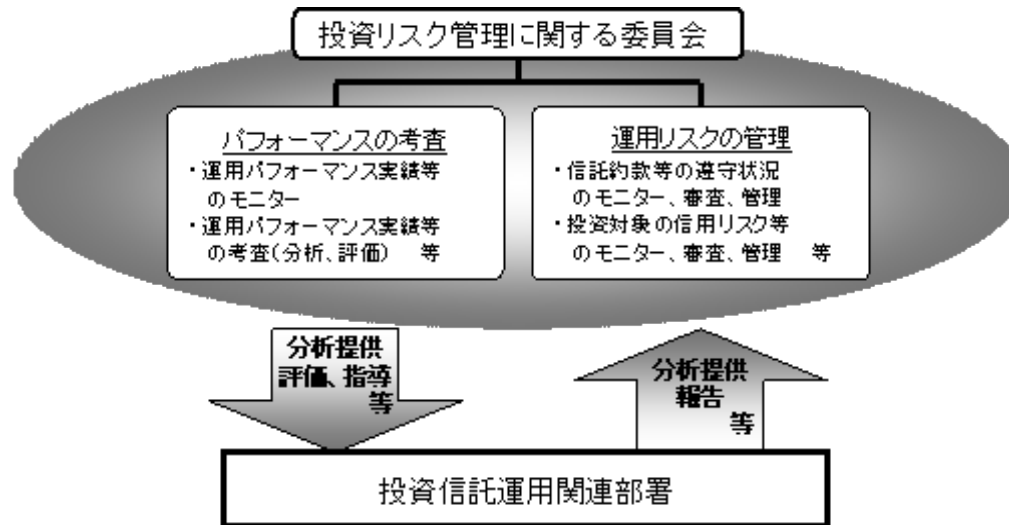 投資リスク管理に関する委員会
パフォーマンスの考査
・運用パフォーマンス実績等
のモニター
・運用パフォーマンス実績等
の考査(分析、評価) 等
運用リスクの管理
・信託約款等の遵守状況
のモニター、審査、管理
・投資対象の信用リスク等
のモニター、審査、管理 等
分析提供
評価、指導
等
分析提供
報告
等
投資信託運用関連部署